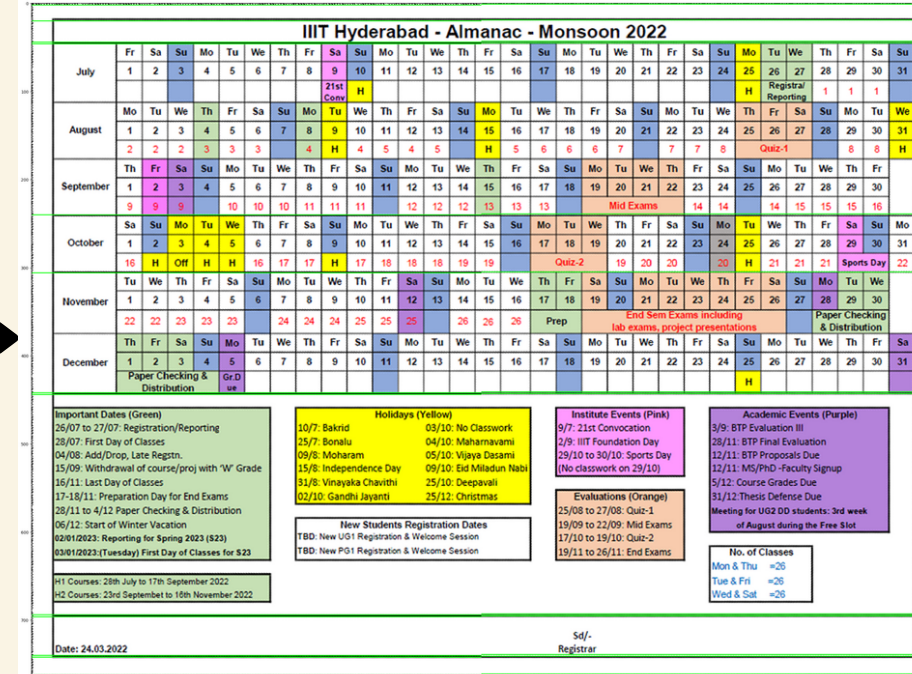 IIIT Hyderabad - Almanac - Monsoon 2022
Fr Sa Su Mo Tu We Th Fr Sa Su Mo Tu We Th Fr Sa Su Mo Tu We Th Fr Sa Su Mo Tu We Th Fr Sa Su
July 1 2 3 4 5 6 7 8 9 10 11 12 13 14 15 16 17 18 19 20 21 22 23 24 25 26 27 28 29 30 31
21st Conv H H Registra/ Reporting 1 1 1
Mo Tu We Th Fr Sa Su Mo Tu We Th Fr Sa Su Mo Tu We Th Fr Sa Su Mo Tu We Th Fr Sa Su Mo Tu We
August 1 2 3 4 5 6 7 8 9 10 11 12 13 14 15 16 17 18 19 20 21 22 23 24 25 26 27 28 29 30 31
2 2 2 3 3 3 4 H 4 5 4 5 H 5 6 6 6 7 7 7 8 Quiz-1 8 8 H
Th Fr Sa Su Mo Tu We Th Fr Sa Su Mo Tu We Th Fr Sa Su Mo Tu We Th Fr Sa Su Mo Tu We Th Fr
September 1 2 3 4 5 6 7 8 9 10 11 12 13 14 15 16 17 18 19 20 21 22 23 24 25 26 27 28 29 30
9 9 9 10 10 10 11 11 11 12 12 12 13 13 13 Mid Exams 14 14 14 15 15 15 16
Sa Su Mo Tu We Th Fr Sa Su Mo Tu We Th Fr Sa Su Mo Tu We Th Fr Sa Su Mo Tu We Th Fr Sa Su Mo
October 1 2 3 4 5 6 7 8 9 10 11 12 13 14 15 16 17 18 19 20 21 22 23 24 25 26 27 28 29 30 31
16 H Off H H 16 17 17 H 17 18 18 18 19 19 Quiz-2 19 20 20 20 H 21 21 21 Sports Day 22
Tu We Th Fr Sa Su Mo Tu We Th Fr Sa Su Mo Tu We Th Fr Sa Su Mo Tu We Th Fr Sa Su Mo Tu We
November 1 2 3 4 5 6 7 8 9 10 11 12 13 14 15 16 17 18 19 20 21 22 23 24 25 26 27 28 29 30
22 22 23 23 23 24 24 24 25 25 25 26 26 26 Prep End Sem Exams including lab exams, project presentations Paper Checking & Distribution
Th Fr Sa Su Mo Tu We Th Fr Sa Su Mo Tu We Th Fr Sa Su Mo Tu We Th Fr Sa Su Mo Tu We Th Fr Sa
December 1 2 3 4 5 6 7 8 9 10 11 12 13 14 15 16 17 18 19 20 21 22 23 24 25 26 27 28 29 30 31
Paper Checking & Distribution Gr.D ue H
Important Dates (Green)
26/07 to 27/07: Registration/Reporting
28/07: First Day of Classes
04/08: Add/Drop, Late Regstn.
15/09: Withdrawal of course/proj with 'W' Grade
16/11: Last Day of Classes
17-18/11: Preparation Day for End Exams
28/11 to 4/12 Paper Checking & Distribution
06/12: Start of Winter Vacation
02/01/2023: Reporting for Spring 2023 (S23)
03/01/2023:(Tuesday) First Day of Classes for S23
H1 Courses: 28th July to 17th September 2022
H2 Courses: 23rd Septembet to 16th November 2022
Holidays (Yellow)
10/7: Bakrid 03/10: No Classwork
25/7: Bonalu 04/10: Maharnavami
09/8: Moharam 05/10: Vijaya Dasami
15/8: Independence Day 09/10: Eid Miladun Nabi
31/8: Vinayaka Chavithi 25/10: Deepavali
02/10: Gandhi Jayanti 25/12: Christmas
New Students Registration Dates
TBD: New UG1 Registration & Welcome Session
TBD: New PG1 Registration & Welcome Session
Institute Events (Pink)
9/7: 21st Convocation
2/9: IIIT Foundation Day
29/10 to 30/10: Sports Day
(No classwork on 29/10)
Evaluations (Orange)
25/08 to 27/08: Quiz-1
19/09 to 22/09: Mid Exams
17/10 to 19/10: Quiz-2
19/11 to 26/11: End Exams
Academic Events (Purple)
3/9: BTP Evaluation III
28/11: BTP Final Evaluation
12/11: BTP Proposals Due
12/11: MS/PhD -Faculty Signup
5/12: Course Grades Due
31/12:Thesis Defense Due
Meeting for UG2 DD students: 3rd week
of August during the Free Slot
No. of Classes
Mon & Thu =26
Tue & Fri =26
Wed & Sat =26
Date: 24.03.2022
Sd/-
Registrar